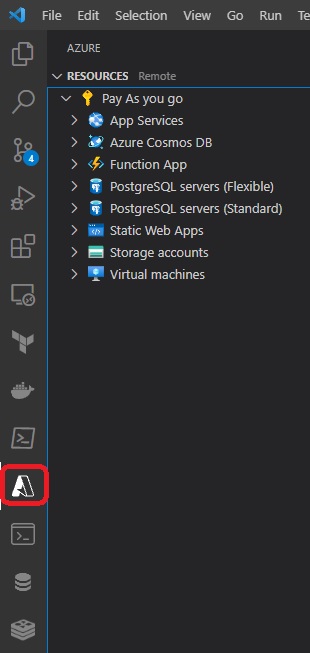 File Edit Selection View Go Run T
AZURE
RESOURCES Remote
Pay As you go
App Services
Azure Cosmos DB
Function App
PostgreSQL servers (Flexible)
PostgreSQL servers (Standard)
Static Web Apps
Storage accounts
Virtual machines
4